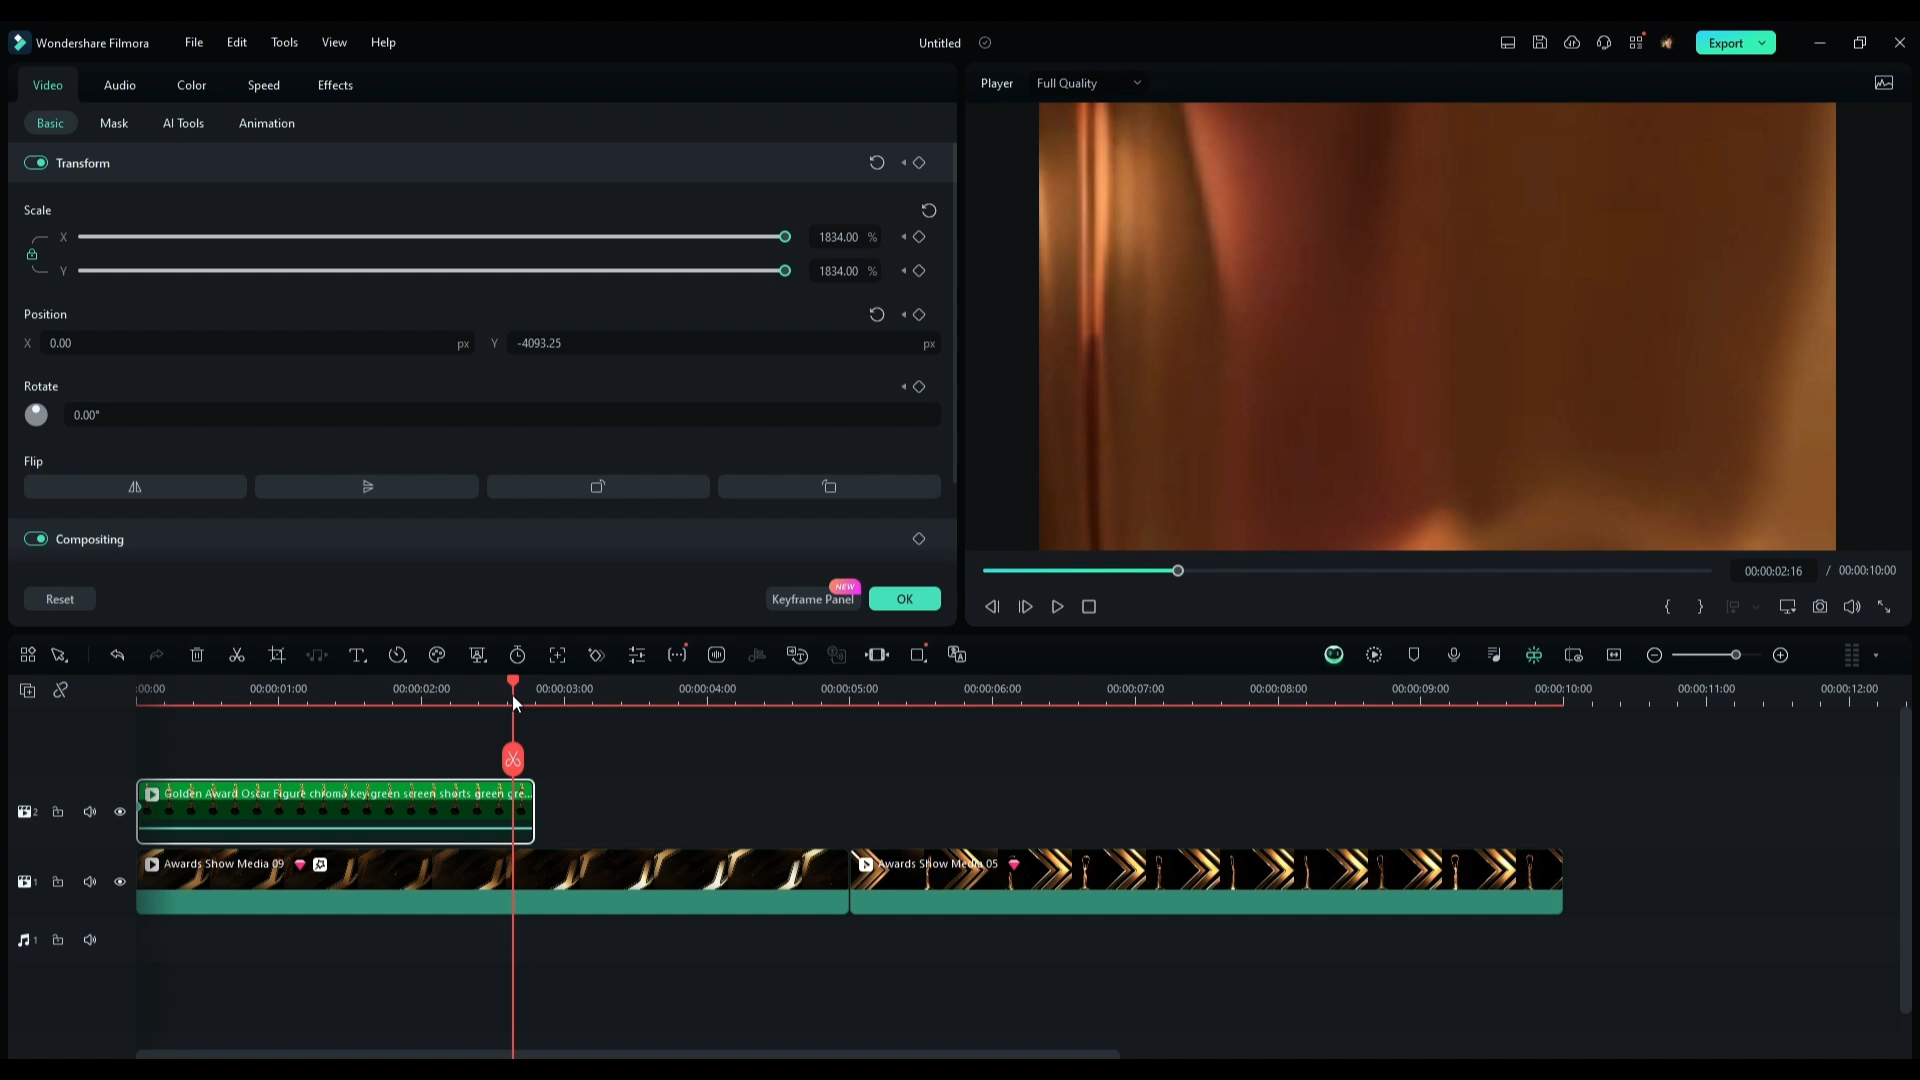 Wondershare Filmora File Edit Tools View Help Untitled Export
Video Audio Color Speed Effects
Player Full Quality
Basic Mask AI Tools Animation
Transform
Scale
X 1834.00 %
Y 1834.00 %
Position
X 0.00 px Y -4093.25 px
Rotate
0.00°
Flip
Compositing
00:00:02:16 / 00:00:10:00
NEW
Reset Keyframe Panel OK
:00:00 00:00:01:00 00:00:02:00 00:00:03:00 00:00:04:00 00:00:05:00 00:00:06:00 00:00:07:00 00:00:08:00 00:00:09:00 00:00:10:00 00:00:11:00 00:00:12:00
Golden Award Oscar Figure chroma key green screen shorts green gre...
2
Awards Show Media 09 Awards Show Media 05
1
1